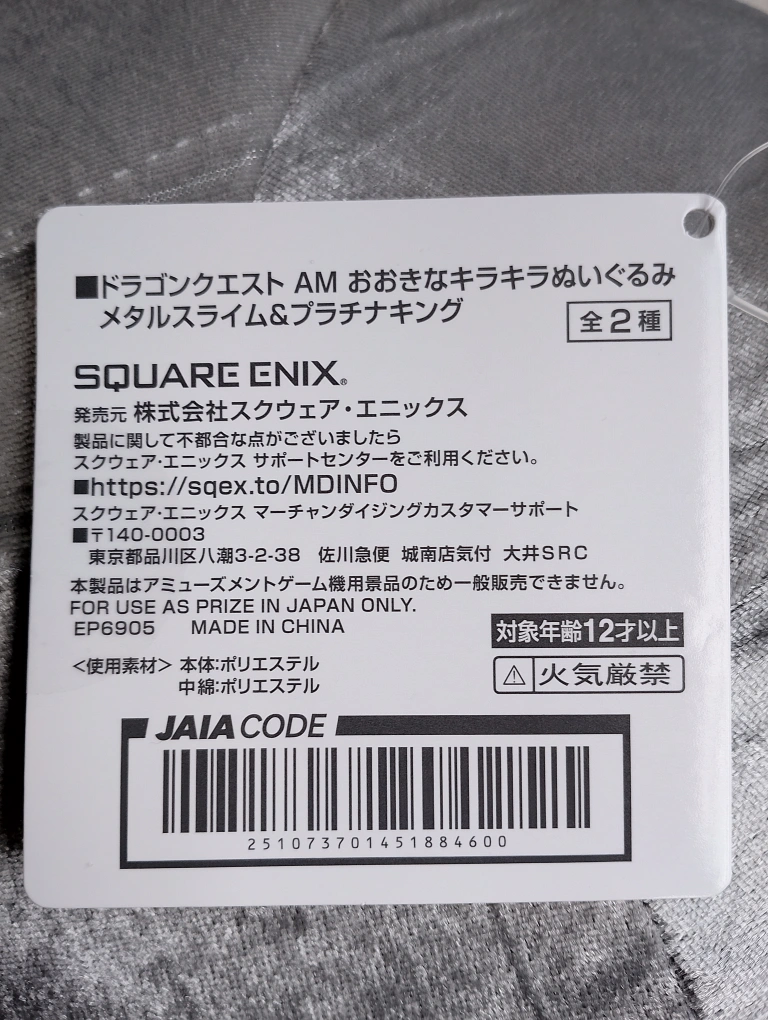 ■ドラゴンクエスト AM おおきなキラキラぬいぐるみ
メタルスライム&プラチナキング
全2種
SQUARE ENIX®
発売元 株式会社スクウェア・エニックス
製品に関して不都合な点がございましたら
スクウェア・エニックス サポートセンターをご利用ください。
■https://sqex.to/MDINFO
スクウェア・エニックス マーチャンダイジングカスタマーサポート
■〒140-0003
東京都品川区八潮3-2-38 佐川急便 城南店気付 大井SRC
本製品はアミューズメントゲーム機用景品のため一般販売できません。
FOR USE AS PRIZE IN JAPAN ONLY.
EP6905 MADE IN CHINA
対象年齢12才以上
<使用素材> 本体:ポリエステル
中綿:ポリエステル
⚠火気厳禁
JAIA CODE
2510737014518846​00